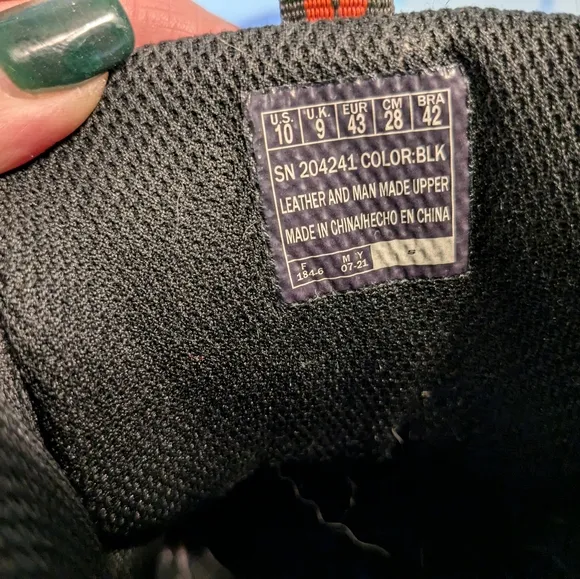 U.S. U.K. EUR CM BRA
10 9 43 28 42
SN 204241 COLOR:BLK
LEATHER AND MAN MADE UPPER
MADE IN CHINA/HECHO EN CHINA
F M Y
184-6 07-21